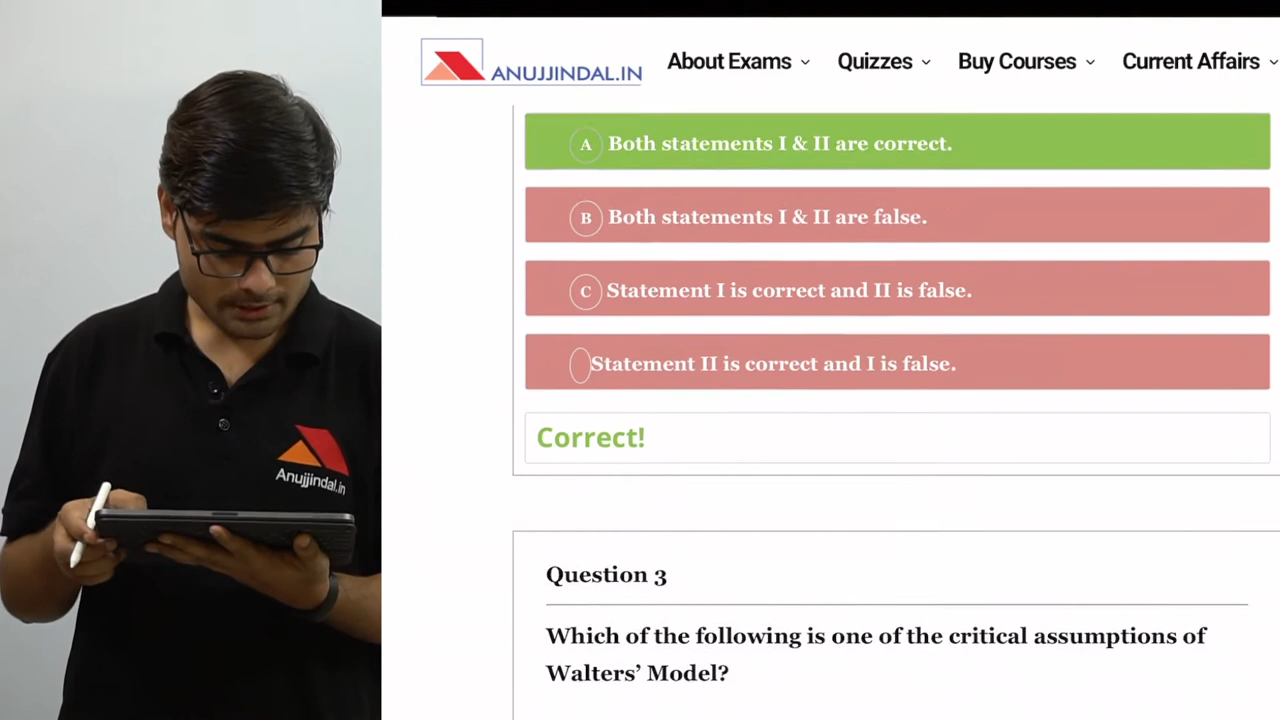 ANUJJINDAL.IN
About Exams
Quizzes
Buy Courses
Current Affairs
A Both statements I & II are correct.
B Both statements I & II are false.
C Statement I is correct and II is false.
Statement II is correct and I is false.
Correct!
Anujjindal.in
Question 3
Which of the following is one of the critical assumptions of
Walters’ Model?